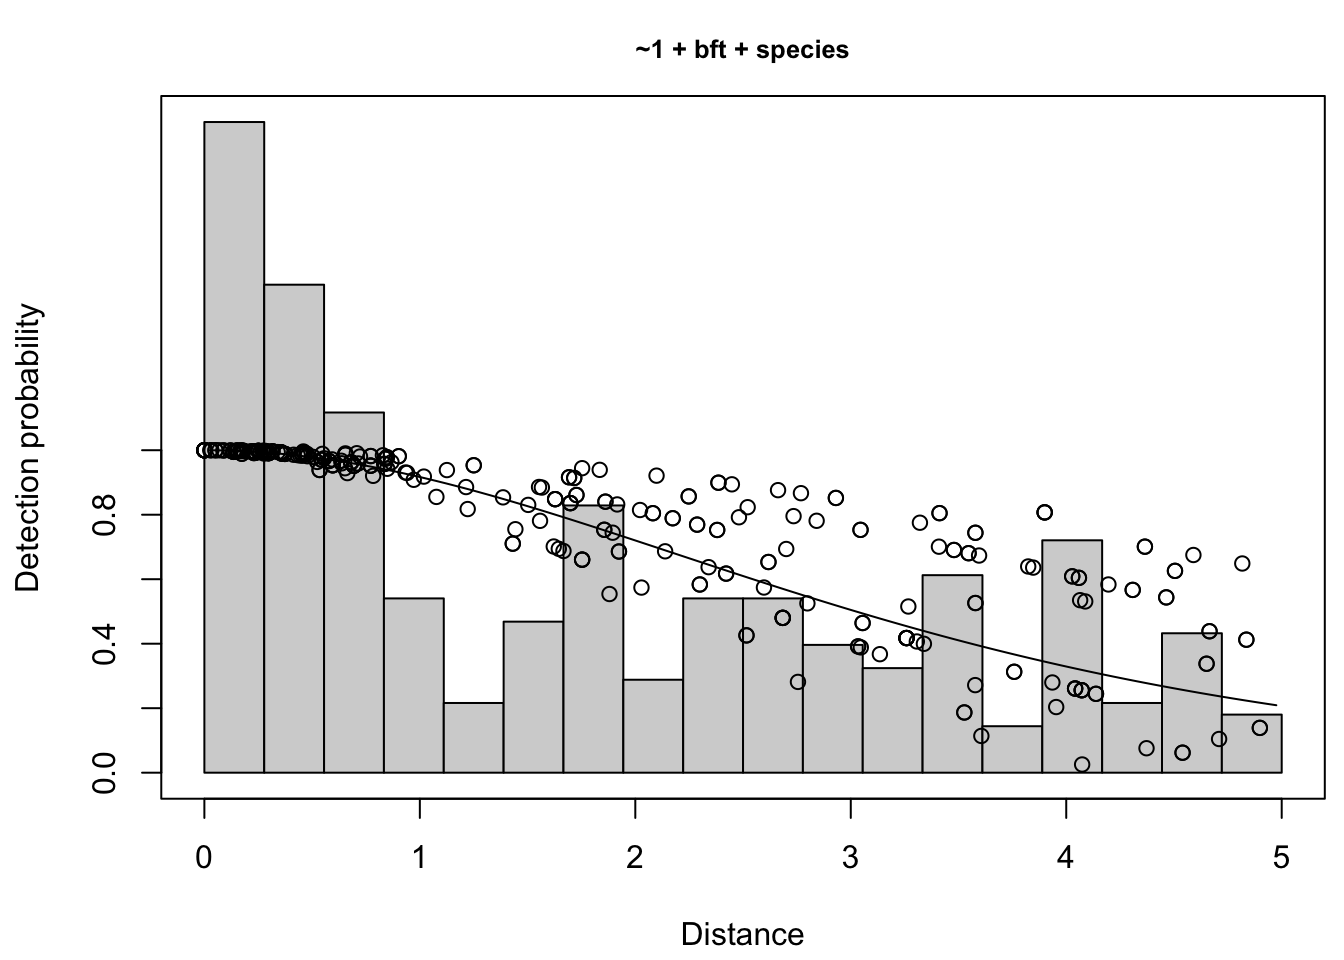 ~1 + bft + species
Detection probability
0.8
0.4
0.0
0 1 2 3 4 5
Distance